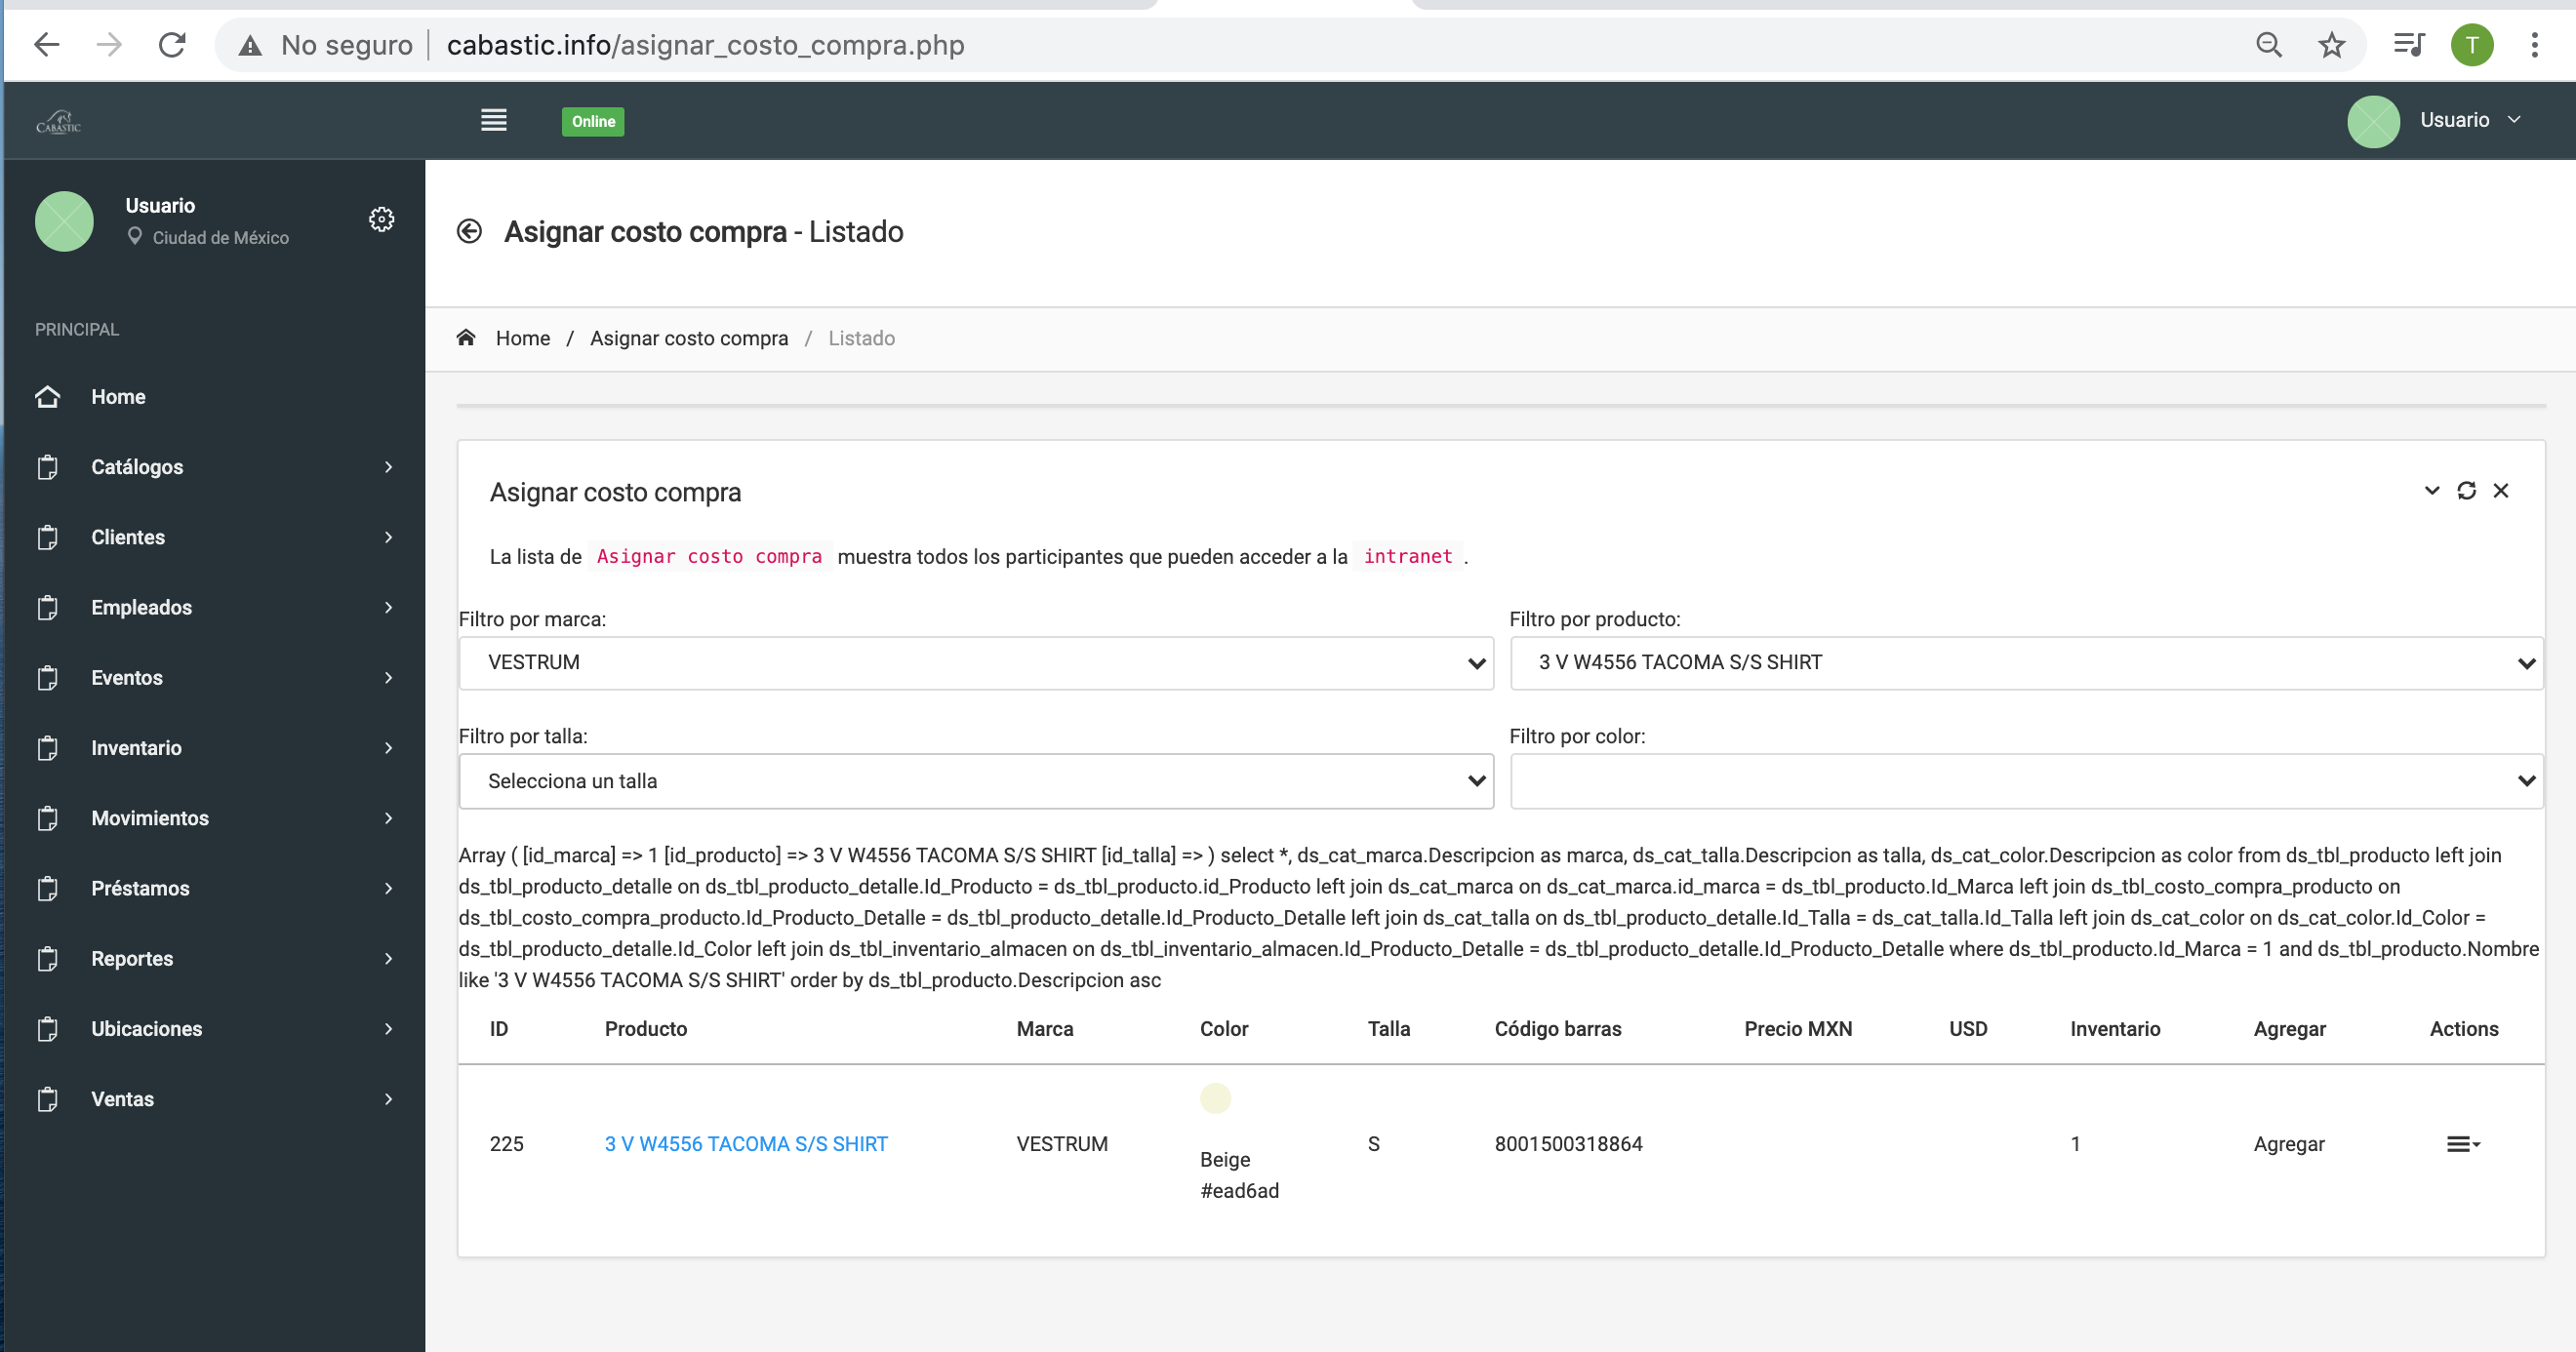 No seguro
cabastic.info/asignar_costo_compra.php
T
CABASTIC
Online
Usuario
Usuario
Ciudad de México
PRINCIPAL
Home
Catálogos
Clientes
Empleados
Eventos
Inventario
Movimientos
Préstamos
Reportes
Ubicaciones
Ventas
Asignar costo compra - Listado
Home / Asignar costo compra / Listado
Asignar costo compra
La lista de Asignar costo compra muestra todos los participantes que pueden acceder a la intranet .
Filtro por marca:
VESTRUM
Filtro por producto:
3 V W4556 TACOMA S/S SHIRT
Filtro por talla:
Selecciona un talla
Filtro por color:
Array ( [id_marca] => 1 [id_producto] => 3 V W4556 TACOMA S/S SHIRT [id_talla] => ) select *, ds_cat_marca.Descripcion as marca, ds_cat_talla.Descripcion as talla, ds_cat_color.Descripcion as color from ds_tbl_producto left join
ds_tbl_producto_detalle on ds_tbl_producto_detalle.Id_Producto = ds_tbl_producto.id_Producto left join ds_cat_marca on ds_cat_marca.id_marca = ds_tbl_producto.Id_Marca left join ds_tbl_costo_compra_producto on
ds_tbl_costo_compra_producto.Id_Producto_Detalle = ds_tbl_producto_detalle.Id_Producto_Detalle left join ds_cat_talla on ds_tbl_producto_detalle.Id_Talla = ds_cat_talla.Id_Talla left join ds_cat_color on ds_cat_color.Id_Color =
ds_tbl_producto_detalle.Id_Color left join ds_tbl_inventario_almacen on ds_tbl_inventario_almacen.Id_Producto_Detalle = ds_tbl_producto_detalle.Id_Producto_Detalle where ds_tbl_producto.Id_Marca = 1 and ds_tbl_producto.Nombre
like '3 V W4556 TACOMA S/S SHIRT' order by ds_tbl_producto.Descripcion asc
ID Producto Marca Color Talla Código barras Precio MXN USD Inventario Agregar Actions
225 3 V W4556 TACOMA S/S SHIRT VESTRUM Beige S 8001500318864 1 Agregar
#ead6ad